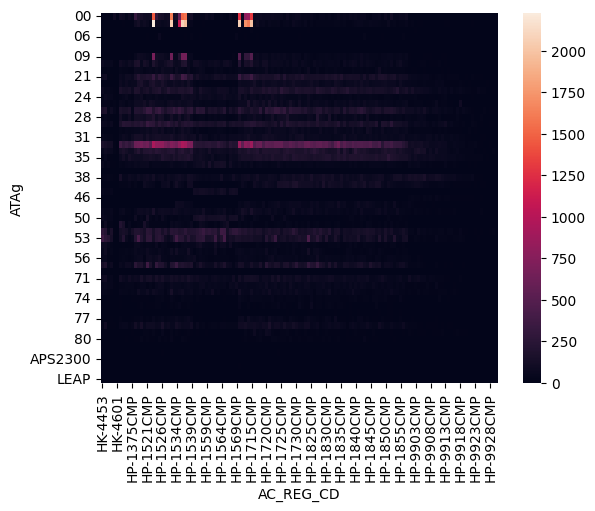 00
06
09
21
24
28
31
35
38
46
50
53
56
71
74
77
80
APS2300
LEAP
ATAg
HK-4453
HK-4601
HP-1375CMP
HP-1521CMP
HP-1526CMP
HP-1534CMP
HP-1539CMP
HP-1559CMP
HP-1564CMP
HP-1569CMP
HP-1715CMP
HP-1720CMP
HP-1725CMP
HP-1730CMP
HP-1825CMP
HP-1830CMP
HP-1835CMP
HP-1840CMP
HP-1845CMP
HP-1850CMP
HP-1855CMP
HP-9903CMP
HP-9908CMP
HP-9913CMP
HP-9918CMP
HP-9923CMP
HP-9928CMP
AC_REG_CD
2000
1750
1500
1250
1000
750
500
250
0